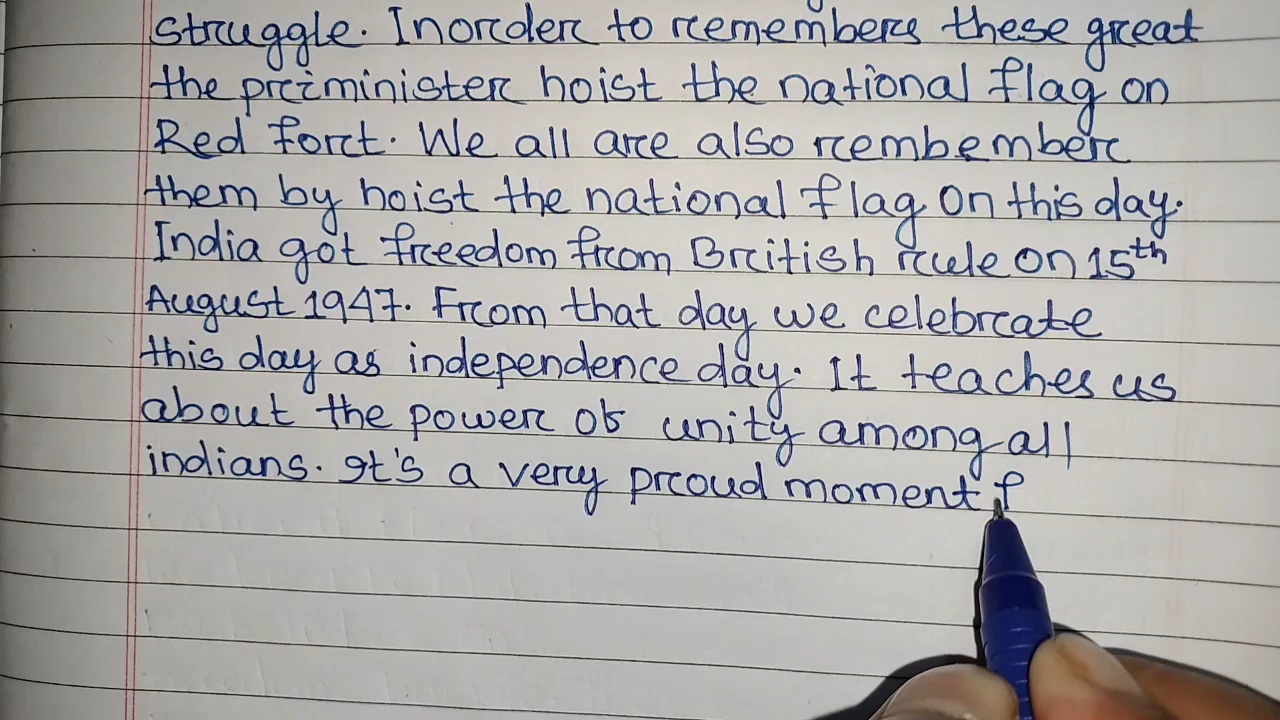 struggle. Inorder to remembers these great
the priminister hoist the national flag on
Red fort. We all are also rembember
them by hoist the national flag On this day.
India got freedom from British rule on 15th
August 1947. From that day we celebrate
this day as independence day. It teaches us
about the power of unity among all
indians. It's a very proud moment f